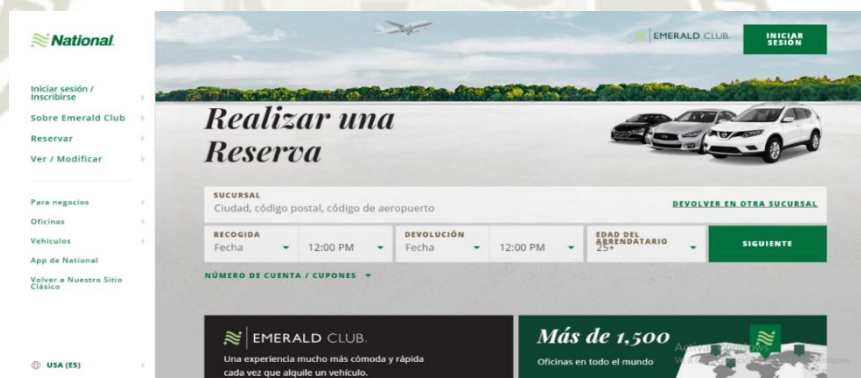 National.
Iniciar sesión /
Inscribirse
Sobre Emerald Club
Reservar
Ver / Modificar
Para negocios
Oficinas
Vehículos
App de National
Volver a Nuestro Sitio
Clásico
USA (ES)
EMERALD CLUB.
INICIAR
SESIÓN
Realizar una
Reserva
SUCURSAL
Ciudad, código postal, código de aeropuerto
DEVOLVER EN OTRA SUCURSAL
RECOGIDA
Fecha
12:00 PM
DEVOLUCIÓN
Fecha
12:00 PM
EDAD DEL
ARRENDATARIO
25+
SIGUIENTE
NÚMERO DE CUENTA / CUPONES
EMERALD CLUB.
Una experiencia mucho más cómoda y rápida
cada vez que alquile un vehículo.
Más de 1,500
Oficinas en todo el mundo